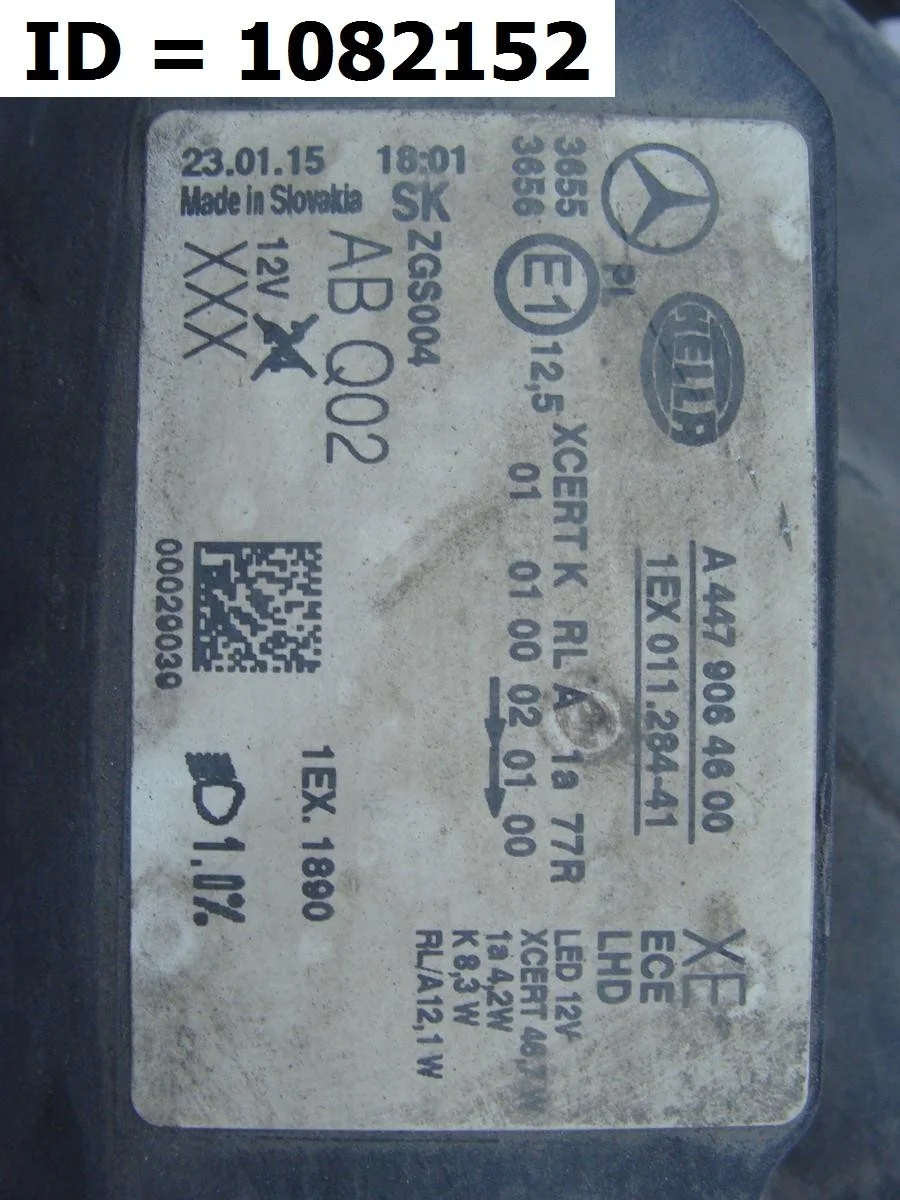 ID = 1082152
23.01.15 18:01
Made in Slovakia SK
3655
3656
PL
E1
HELLA
A 447 906 46 00
1EX 011.284-41
XE
ECE
LHD
12,5 XCERT K RL A 1a 77R
01 01 00 02 01 00
LED 12V
XCERT 46,7W
1a 4,2W
K 8,3 W
RL/A12,1 W
ZGS004
AB Q02
12V
XXX
00029039
1EX. 1890
1.0%